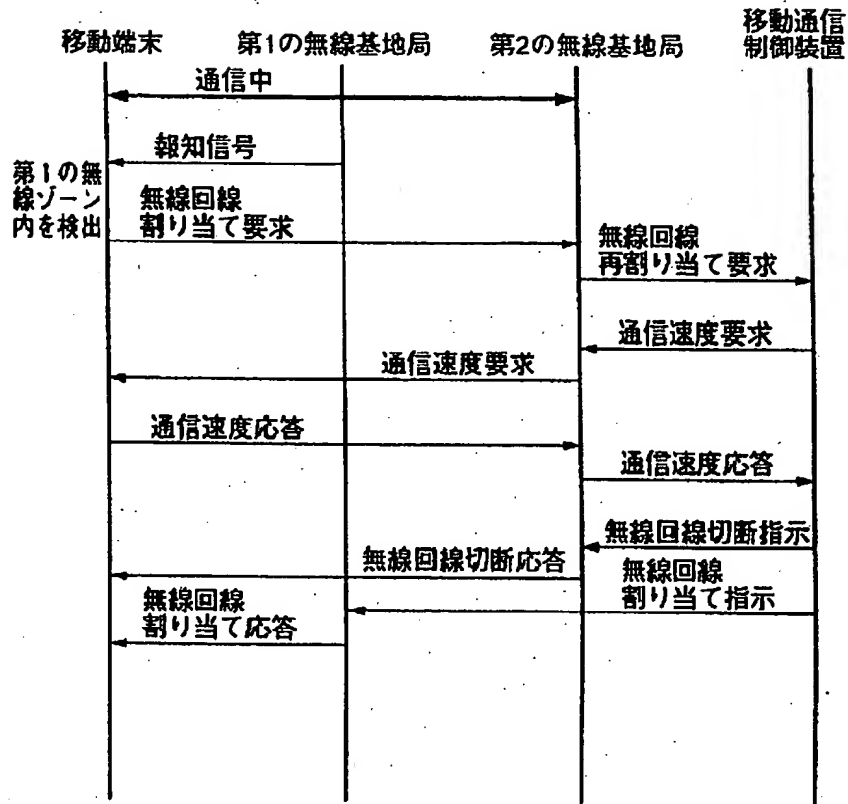 移動端末
第1の無線基地局
第2の無線基地局
移動通信
制御装置
通信中
報知信号
第1の無
線ゾーン
内を検出
無線回線
割り当て要求
無線回線
再割り当て要求
通信速度要求
通信速度要求
通信速度応答
通信速度応答
無線回線切断指示
無線回線切断応答
無線回線
割り当て指示
無線回線
割り当て応答